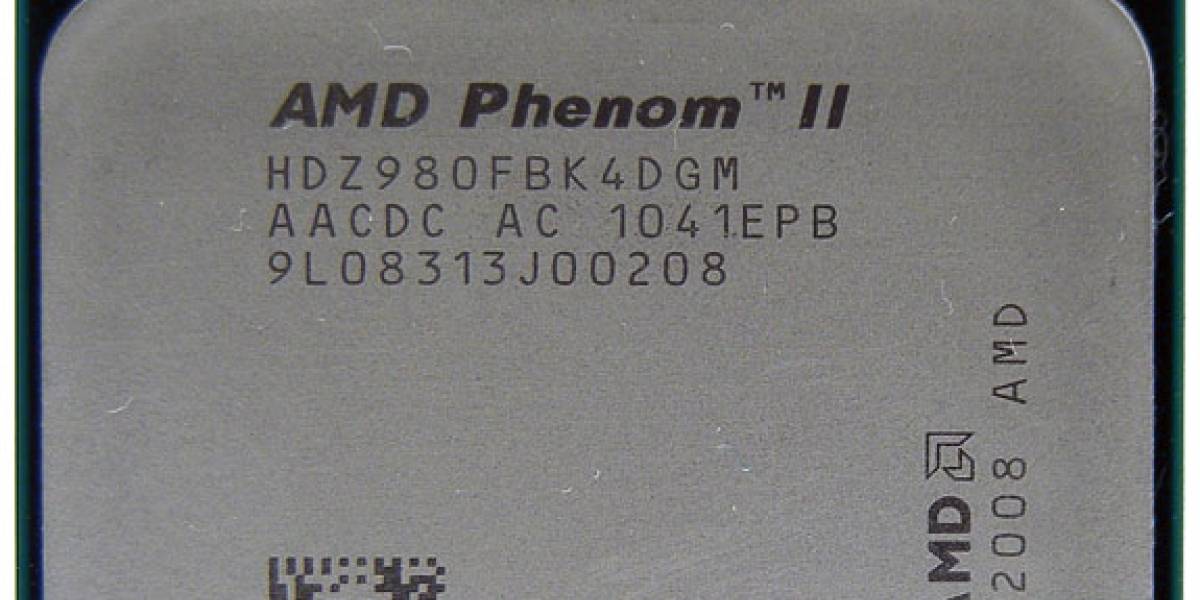 AMD Phenom™ II
HDZ980FBK4DGM
AACDC AC 1041EPB
9L08313J00208
AMD
2008 AMD